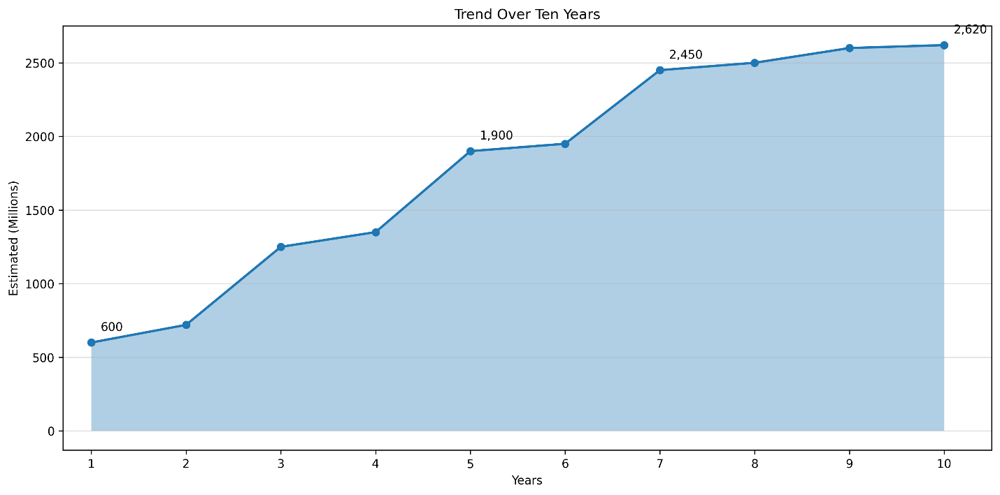 Trend Over Ten Years
2,620
2500
2,450
2000
1,900
1500
1000
600
500
0
Estimated (Millions)
1 2 3 4 5 6 7 8 9 10
Years